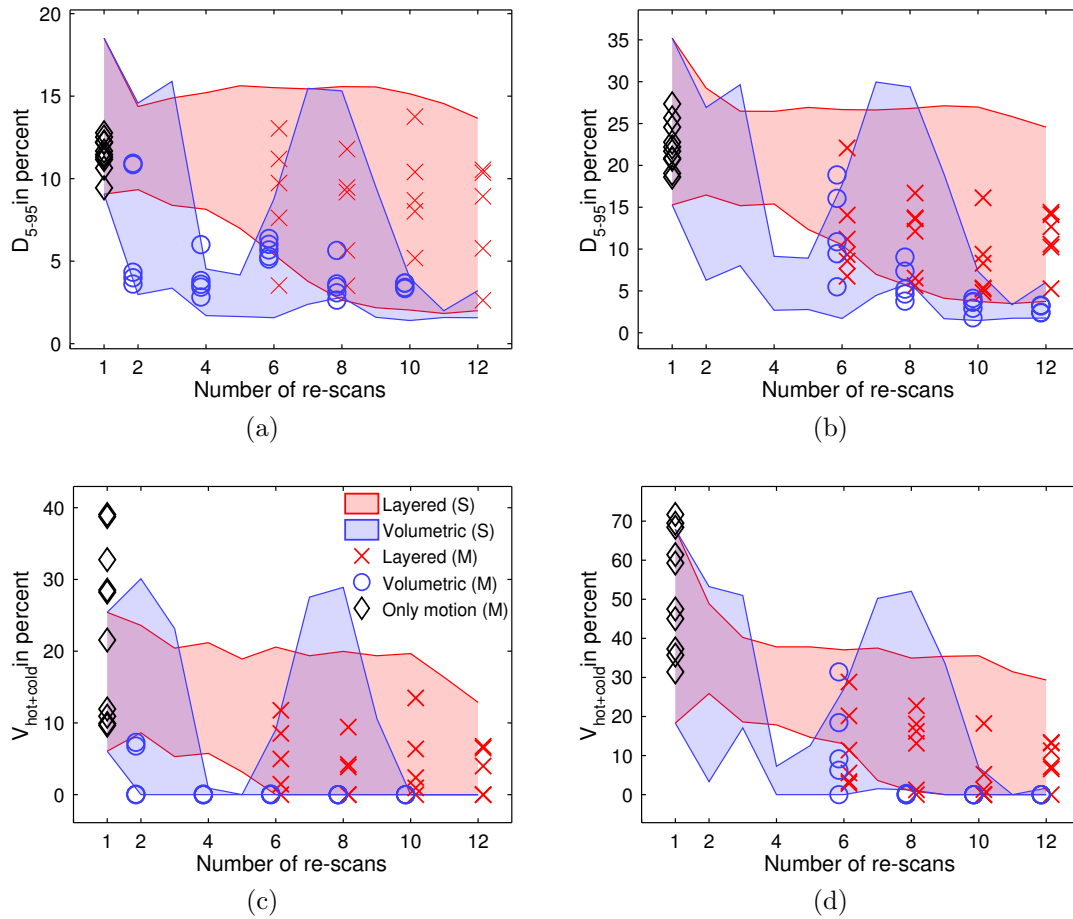 20
15
10
5
0
D5-95 in percent
1 2 4 6 8 10 12
Number of re-scans
(a)
35
30
25
20
15
10
5
0
D5-95 in percent
1 2 4 6 8 10 12
Number of re-scans
(b)
40
30
20
10
0
Vhot+cold in percent
Layered (S)
Volumetric (S)
Layered (M)
Volumetric (M)
Only motion (M)
1 2 4 6 8 10 12
Number of re-scans
(c)
70
60
50
40
30
20
10
0
Vhot+cold in percent
1 2 4 6 8 10 12
Number of re-scans
(d)